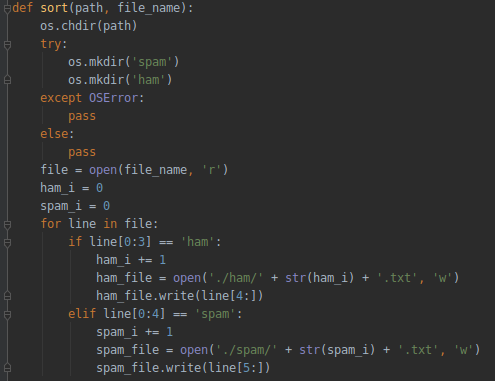 def sort(path, file_name):
    os.chdir(path)
    try:
        os.mkdir('spam')
        os.mkdir('ham')
    except OSError:
        pass
    else:
        pass
    file = open(file_name, 'r')
    ham_i = 0
    spam_i = 0
    for line in file:
        if line[0:3] == 'ham':
            ham_i += 1
            ham_file = open('./ham/' + str(ham_i) + '.txt', 'w')
            ham_file.write(line[4:])
        elif line[0:4] == 'spam':
            spam_i += 1
            spam_file = open('./spam/' + str(spam_i) + '.txt', 'w')
            spam_file.write(line[5:])